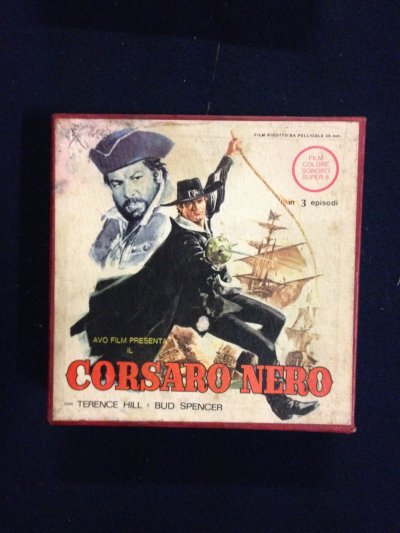 FILM RIDOTTO DA PELLICOLA 35 mm.
FILM
COLORE
SONORO
SUPER-8
in 3 episodi
AVO FILM PRESENTA
IL
CORSARO NERO
con TERENCE HILL e BUD SPENCER